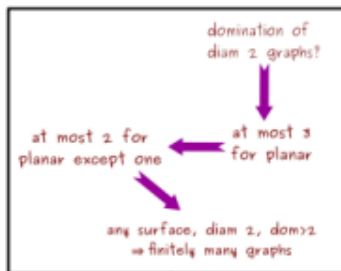 domination of
diam 2 graphs?
at most 3
for planar
at most 2 for
planar except one
any surface, diam 2, dom>2
⇒ finitely many graphs